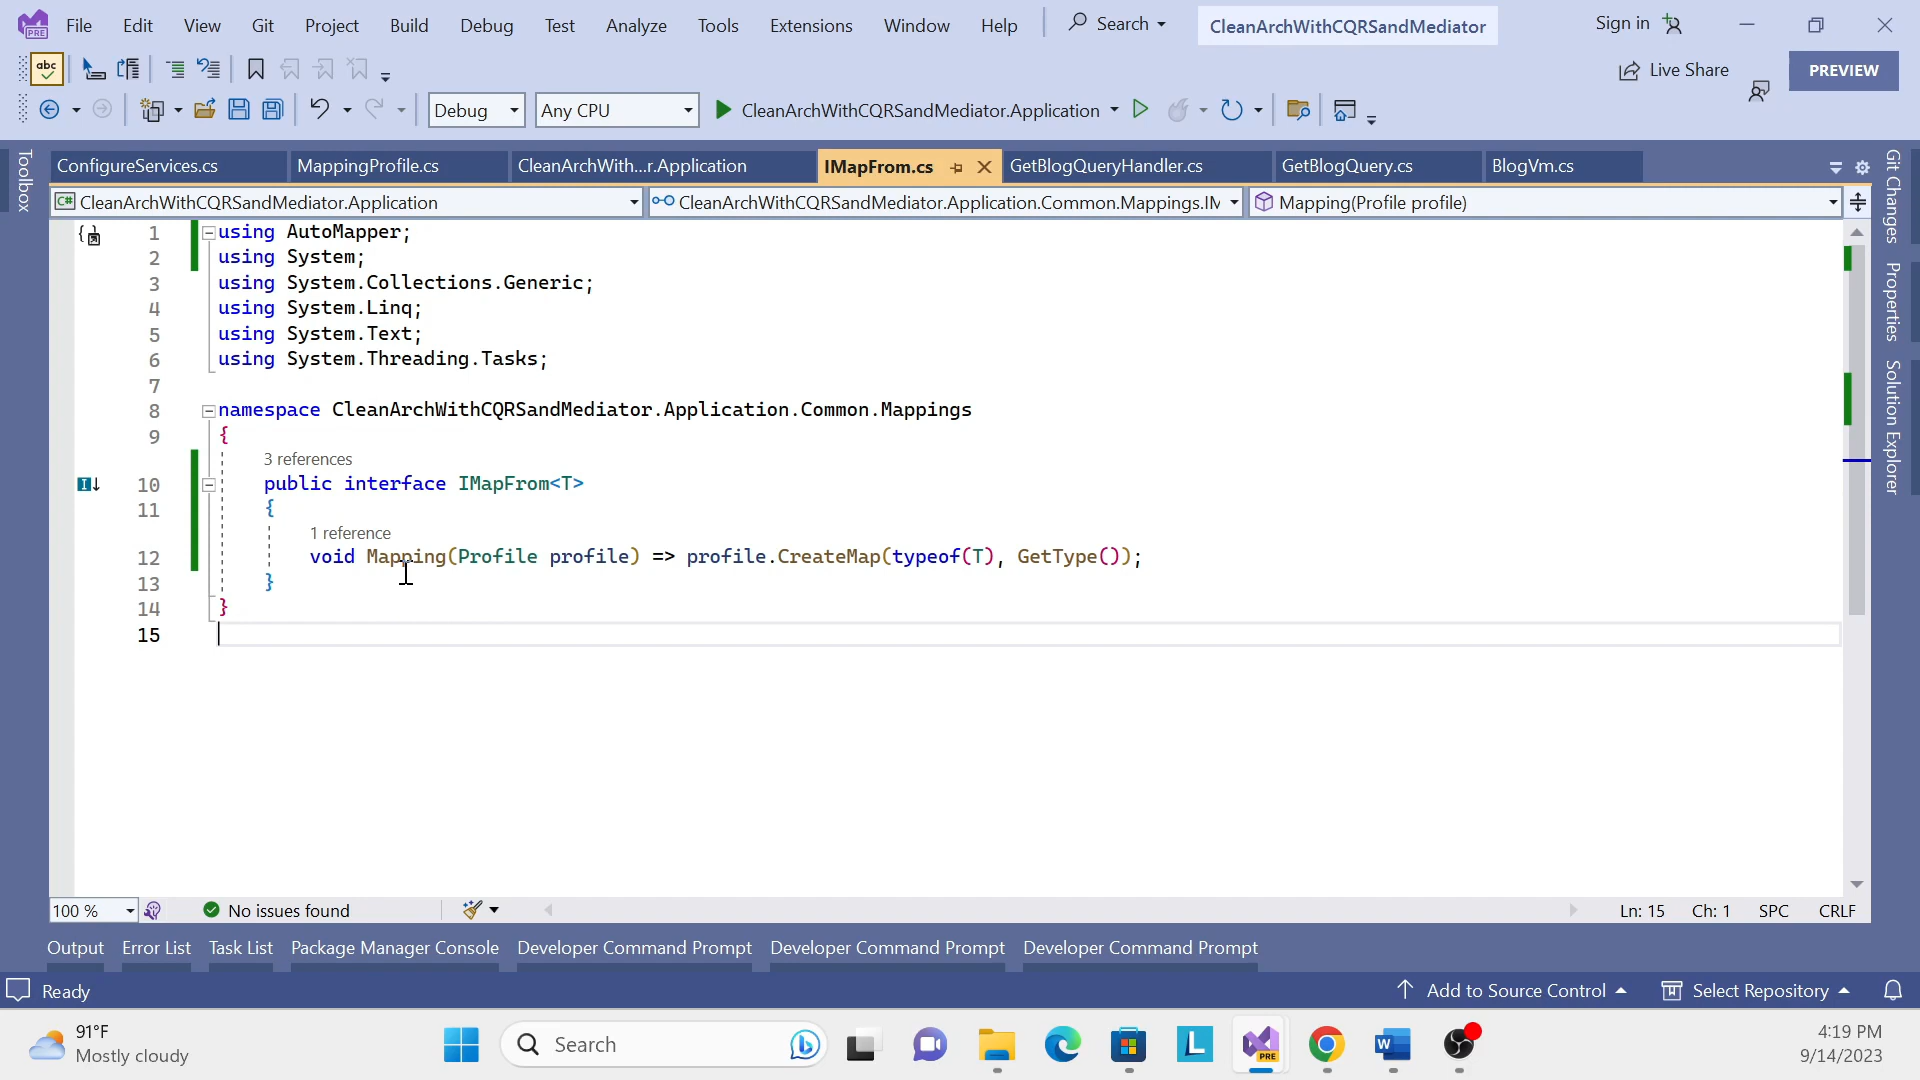 File Edit View Git Project Build Debug Test Analyze Tools Extensions Window Help Search CleanArchWithCQRSandMediator Sign in
Live Share PREVIEW
Debug Any CPU CleanArchWithCQRSandMediator.Application
Toolbox
ConfigureServices.cs MappingProfile.cs CleanArchWith...r.Application IMapFrom.cs GetBlogQueryHandler.cs GetBlogQuery.cs BlogVm.cs
CleanArchWithCQRSandMediator.Application CleanArchWithCQRSandMediator.Application.Common.Mappings.IM Mapping(Profile profile)
1 using AutoMapper;
2 using System;
3 using System.Collections.Generic;
4 using System.Linq;
5 using System.Text;
6 using System.Threading.Tasks;
7
8 namespace CleanArchWithCQRSandMediator.Application.Common.Mappings
9 {
3 references
10 public interface IMapFrom<T>
11 {
1 reference
12 void Mapping(Profile profile) => profile.CreateMap(typeof(T), GetType());
13 }
14 }
15
Git Changes
Properties
Solution Explorer
100 % No issues found Ln: 15 Ch: 1 SPC CRLF
Output Error List Task List Package Manager Console Developer Command Prompt Developer Command Prompt Developer Command Prompt
Ready Add to Source Control Select Repository
91°F
Mostly cloudy
Search
4:19 PM
9/14/2023